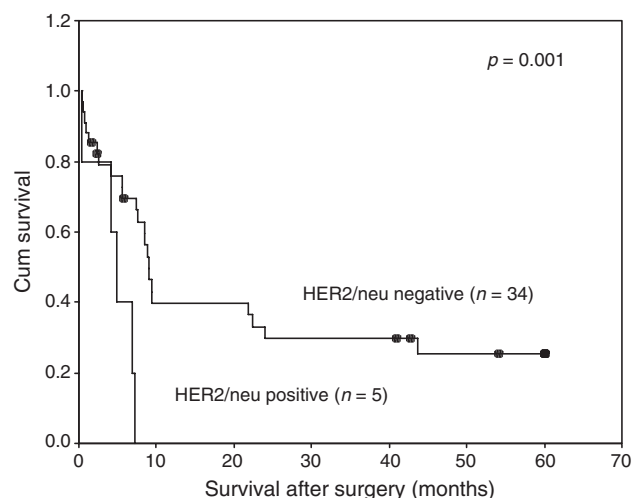 1.2
p = 0.001
1.0
0.8
0.6
Cum survival
0.4
HER2/neu negative (n = 34)
0.2
HER2/neu positive (n = 5)
0.0
0 10 20 30 40 50 60 70
Survival after surgery (months)